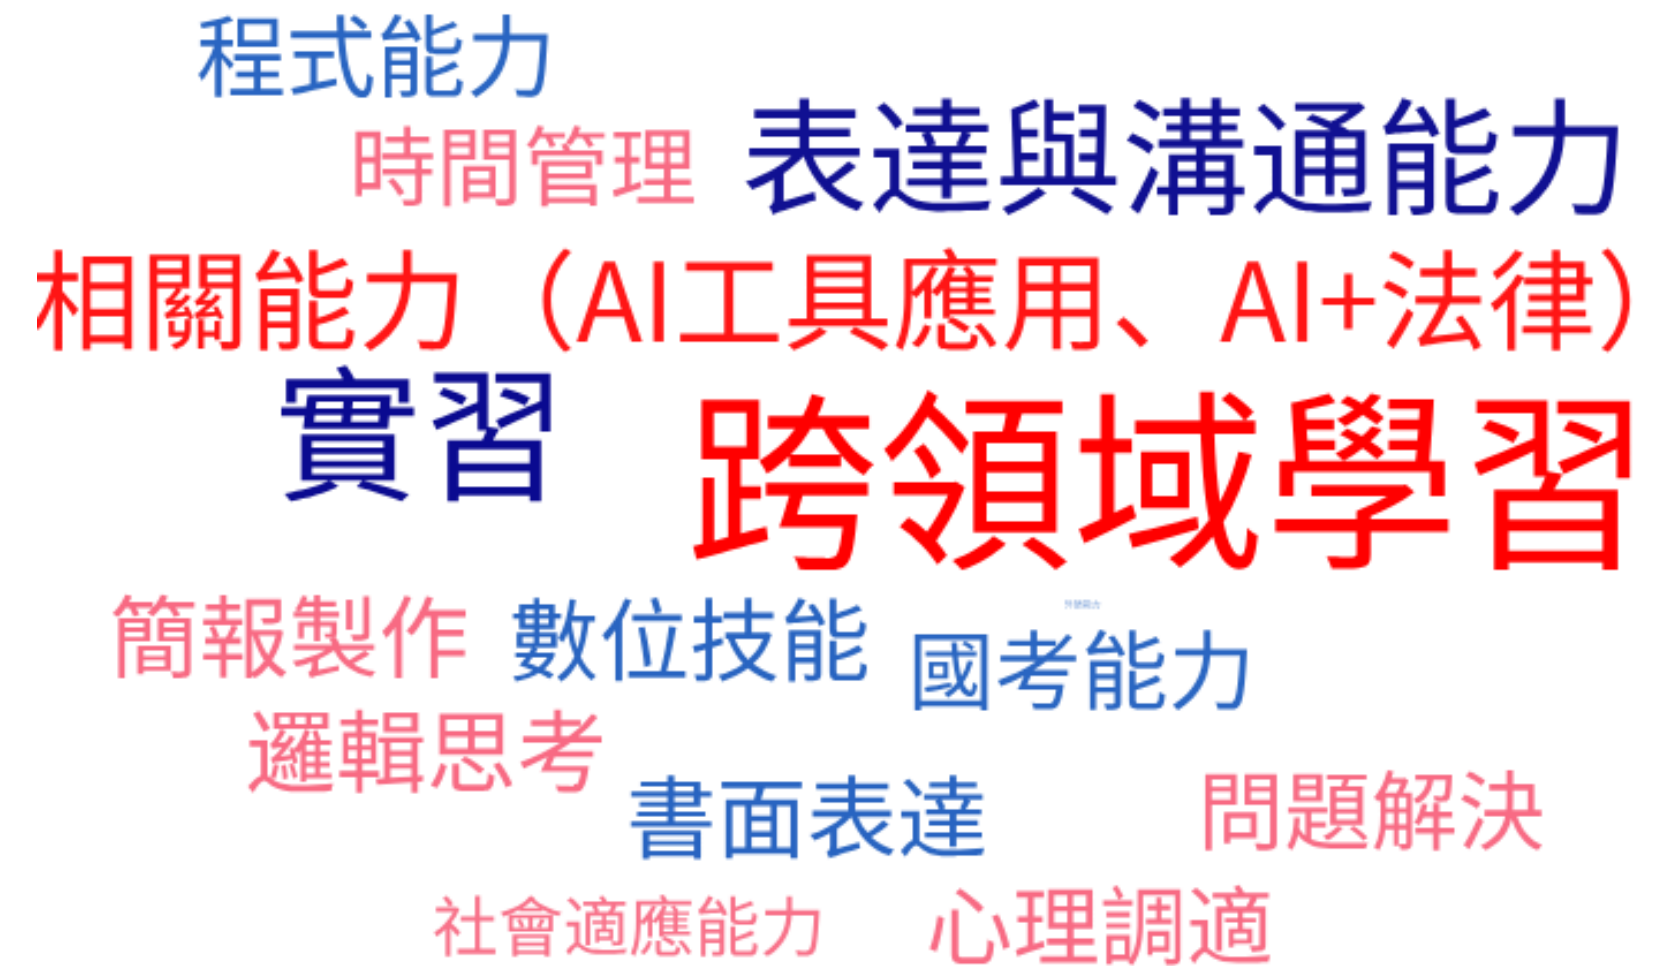 程式能力
時間管理
表達與溝通能力
相關能力（AI工具應用、AI+法律）
實習
跨領域學習
簡報製作
數位技能
國考能力
邏輯思考
書面表達
問題解決
社會適應能力
心理調適